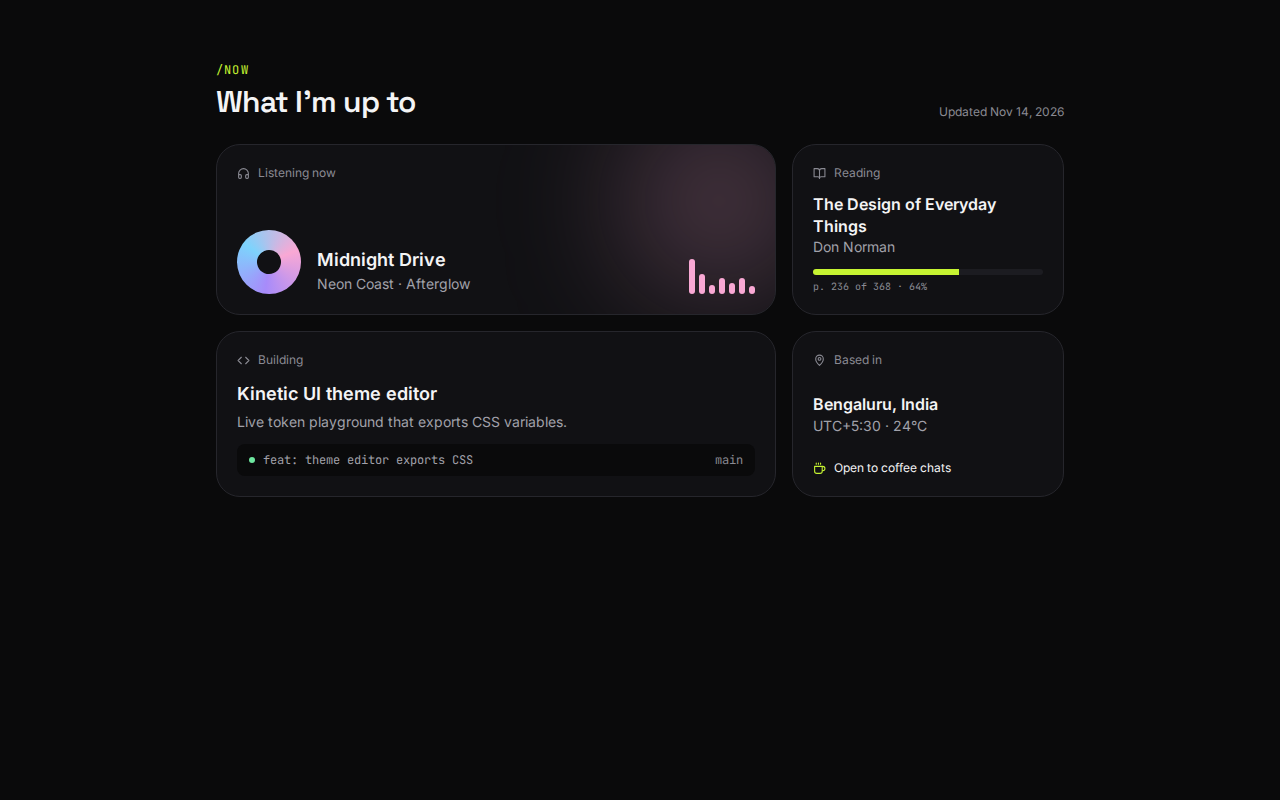 /NOW
What I’m up to
Updated Nov 14, 2026
Listening now
Midnight Drive
Neon Coast · Afterglow
Reading
The Design of Everyday
Things
Don Norman
p. 236 of 368 · 64%
Building
Kinetic UI theme editor
Live token playground that exports CSS variables.
feat: theme editor exports CSS
main
Based in
Bengaluru, India
UTC+5:30 · 24°C
Open to coffee chats